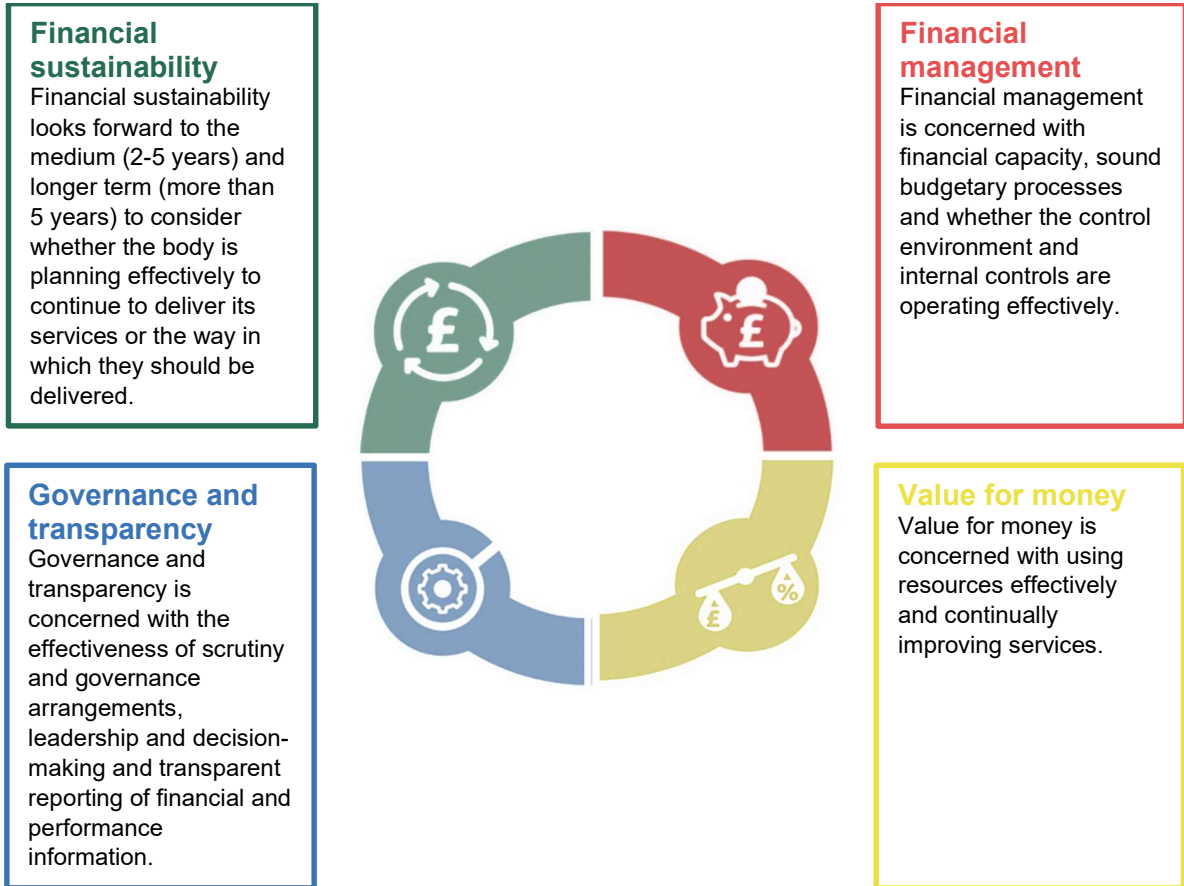 Financial
sustainability
Financial sustainability
looks forward to the
medium (2-5 years) and
longer term (more than
5 years) to consider
whether the body is
planning effectively to
continue to deliver its
services or the way in
which they should be
delivered.
Financial
management
Financial management
is concerned with
financial capacity, sound
budgetary processes
and whether the control
environment and
internal controls are
operating effectively.
£
£
Governance and
transparency
Governance and
transparency is
concerned with the
effectiveness of scrutiny
and governance
arrangements,
leadership and decision-
making and transparent
reporting of financial and
performance
information.
£
%
Value for money
Value for money is
concerned with using
resources effectively
and continually
improving services.